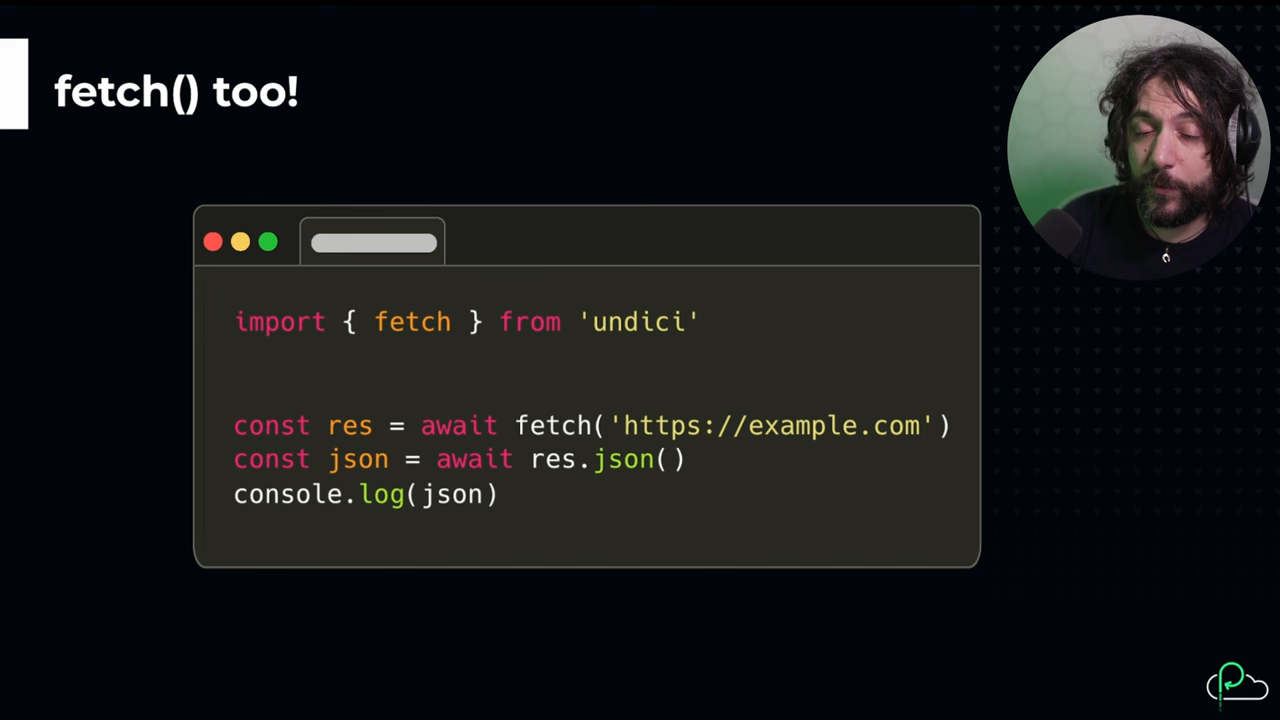 fetch() too!
import { fetch } from 'undici'
const res = await fetch('https://example.com')
const json = await res.json()
console.log(json)